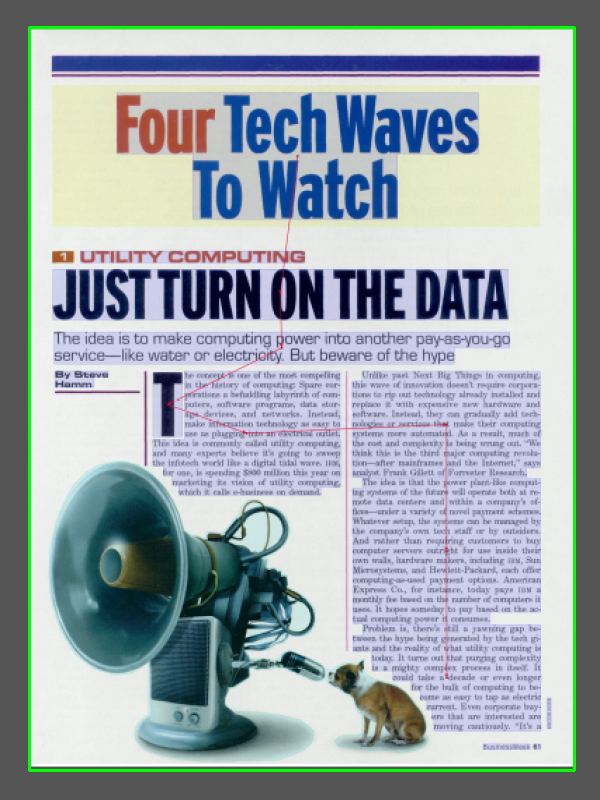 Four Tech Waves
To Watch
1 UTILITY COMPUTING
JUST TURN ON THE DATA
The idea is to make computing power into another pay-as-you-go
service—like water or electricity. But beware of the hype
By Steve
Hamm
The concept is one of the most compelling
in the history of computing: Spare cor-
porations a befuddling labyrinth of com-
puters, software programs, data stor-
age devices, and networks. Instead,
make information technology as easy to
use as plugging into an electrical outlet.
This idea is commonly called utility computing,
and many experts believe it's going to sweep
the infotech world like a digital tidal wave. IBM,
for one, is spending $800 million this year on
marketing its vision of utility computing,
which it calls e-business on demand.
Unlike past Next Big Things in computing,
this wave of innovation doesn't require corpora-
tions to rip out technology already installed and
replace it with expensive new hardware and
software. Instead, they can gradually add tech-
nologies or services that make their computing
systems more automated. As a result, much of
the cost and complexity is being wrung out. "We
think this is the third major computing revolu-
tion—after mainframes and the Internet," says
analyst Frank Gillett of Forrester Research.
The idea is that the power plant-like comput-
ing systems of the future will operate both at re-
mote data centers and within a company's of-
fices—under a variety of novel payment schemes.
Whatever setup, the systems can be managed by
the company's own tech staff or by outsiders.
And rather than requiring customers to buy
computer servers outright for use inside their
own walls, hardware makers, including IBM, Sun
Microsystems, and Hewlett-Packard, each offer
computing-as-used payment options. American
Express Co., for instance, today pays IBM a
monthly fee based on the number of computers it
uses. It hopes someday to pay based on the ac-
tual computing power it consumes.
Problem is, there's still a yawning gap be-
tween the hype being generated by the tech gi-
ants and the reality of what utility computing is
today. It turns out that purging complexity
is a mighty complex process in itself. It
could take a decade or even longer
for the bulk of computing to be-
come as easy to tap as electric
current. Even corporate buy-
ers that are interested are
moving cautiously. "It's a
BusinessWeek 61